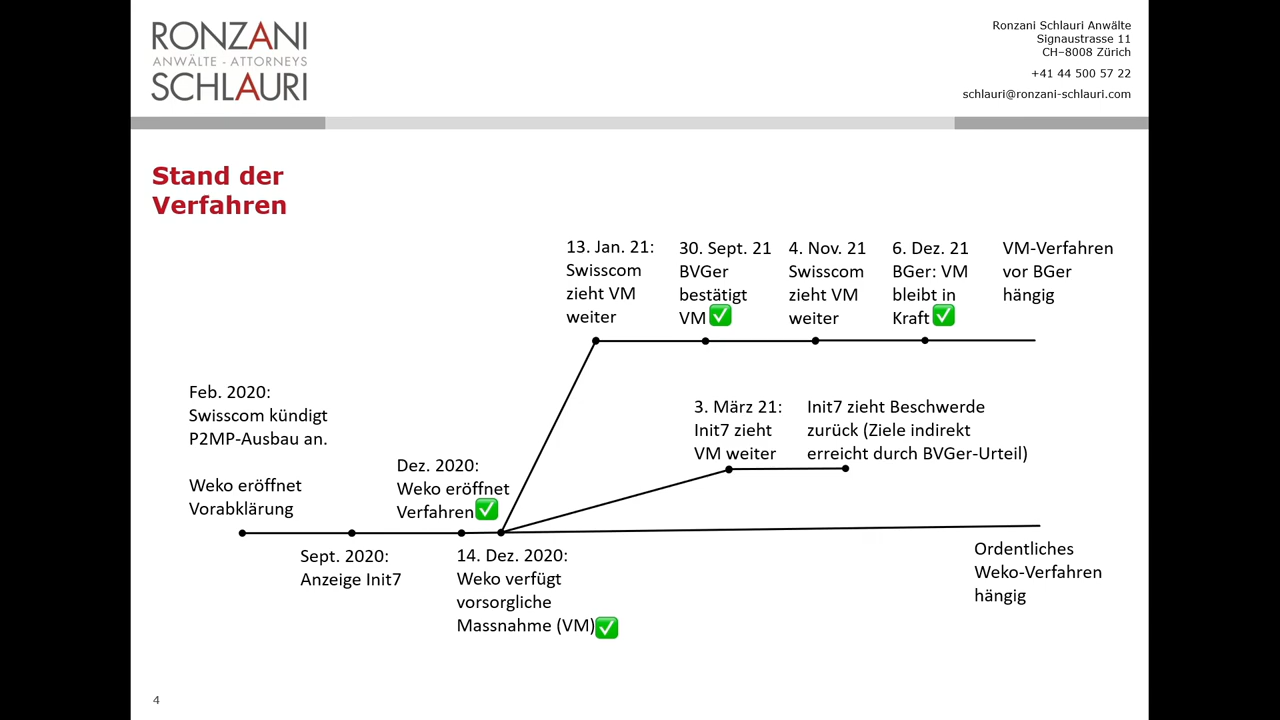 RONZANI
ANWÄLTE - ATTORNEYS
SCHLAURI
Ronzani Schlauri Anwälte
Signaustrasse 11
CH–8008 Zürich
+41 44 500 57 22
schlauri@ronzani-schlauri.com
Stand der
Verfahren
13. Jan. 21:
Swisscom
zieht VM
weiter
30. Sept. 21
BVGer
bestätigt
VM
4. Nov. 21
Swisscom
zieht VM
weiter
6. Dez. 21
BGer: VM
bleibt in
Kraft
VM-Verfahren
vor BGer
hängig
Feb. 2020:
Swisscom kündigt
P2MP-Ausbau an.
Weko eröffnet
Vorabklärung
3. März 21:
Init7 zieht
VM weiter
Init7 zieht Beschwerde
zurück (Ziele indirekt
erreicht durch BVGer-Urteil)
Dez. 2020:
Weko eröffnet
Verfahren
Sept. 2020:
Anzeige Init7
14. Dez. 2020:
Weko verfügt
vorsorgliche
Massnahme (VM)
Ordentliches
Weko-Verfahren
hängig
4